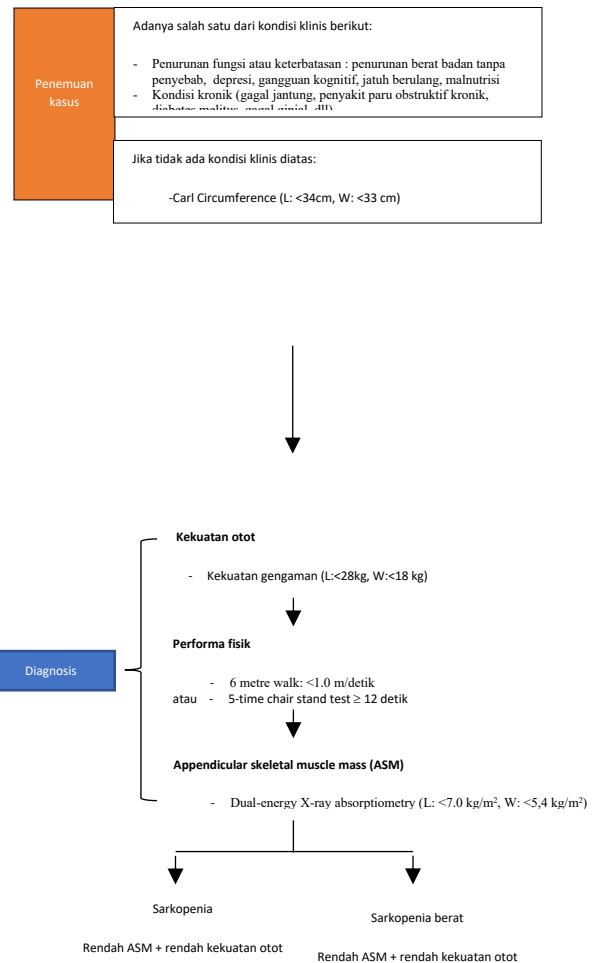 Adanya salah satu dari kondisi klinis berikut:
- Penurunan fungsi atau keterbatasan : penurunan berat badan tanpa
penyebab, depresi, gangguan kognitif, jatuh berulang, malnutrisi
- Kondisi kronik (gagal jantung, penyakit paru obstruktif kronik,
diabetes melitus, gagal ginjal, dll)
Penemuan
kasus
Jika tidak ada kondisi klinis diatas:
-Carl Circumference (L: <34cm, W: <33 cm)
Kekuatan otot
- Kekuatan gengaman (L:<28kg, W:<18 kg)
Performa fisik
- 6 metre walk: <1.0 m/detik
atau - 5-time chair stand test ≥ 12 detik
Diagnosis
Appendicular skeletal muscle mass (ASM)
- Dual-energy X-ray absorptiometry (L: <7.0 kg/m², W: <5,4 kg/m²)
Sarkopenia
Rendah ASM + rendah kekuatan otot
Sarkopenia berat
Rendah ASM + rendah kekuatan otot